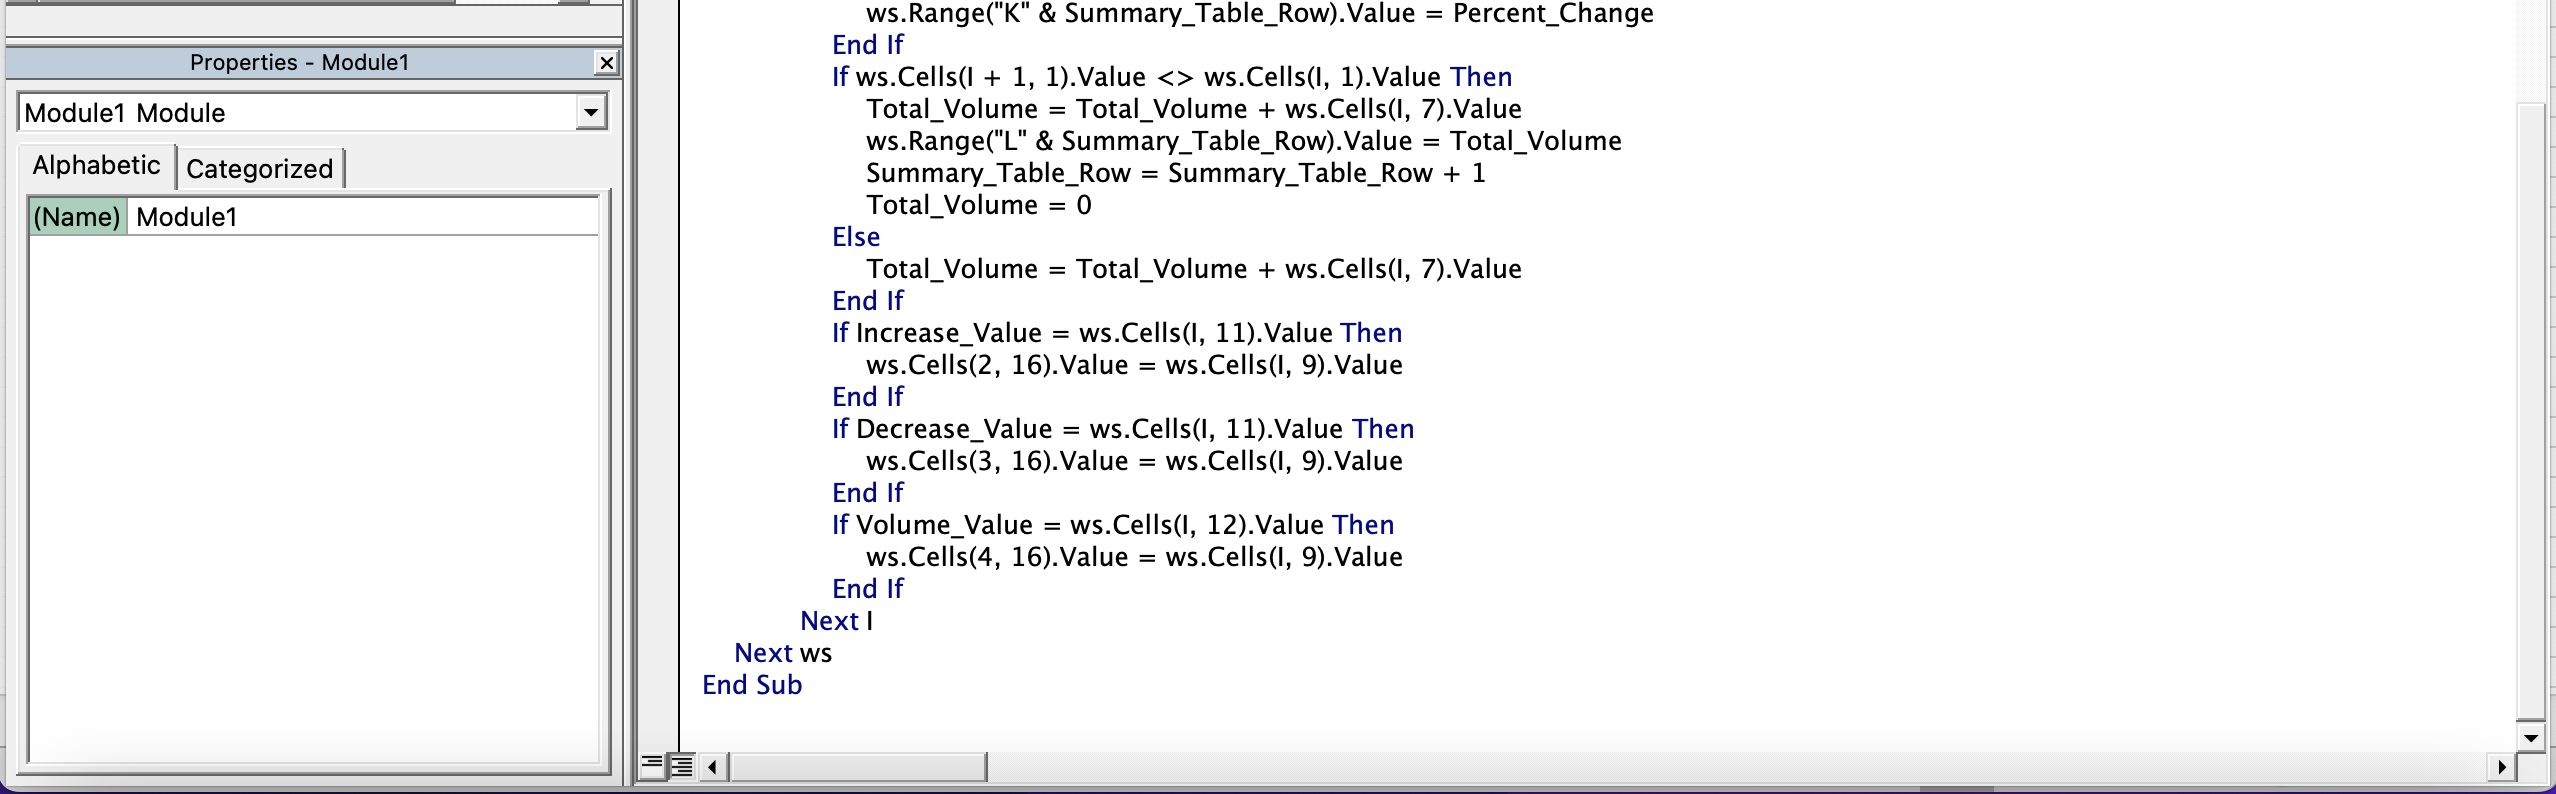 Properties - Module1
Module1 Module
Alphabetic
Categorized
(Name) Module1
ws.Range("K" & Summary_Table_Row).Value = Percent_Change
End If
If ws.Cells(I + 1, 1).Value <> ws.Cells(I, 1).Value Then
Total_Volume = Total_Volume + ws.Cells(I, 7).Value
ws.Range("L" & Summary_Table_Row).Value = Total_Volume
Summary_Table_Row = Summary_Table_Row + 1
Total_Volume = 0
Else
Total_Volume = Total_Volume + ws.Cells(I, 7).Value
End If
If Increase_Value = ws.Cells(I, 11).Value Then
ws.Cells(2, 16).Value = ws.Cells(I, 9).Value
End If
If Decrease_Value = ws.Cells(I, 11).Value Then
ws.Cells(3, 16).Value = ws.Cells(I, 9).Value
End If
If Volume_Value = ws.Cells(I, 12).Value Then
ws.Cells(4, 16).Value = ws.Cells(I, 9).Value
End If
Next I
Next ws
End Sub